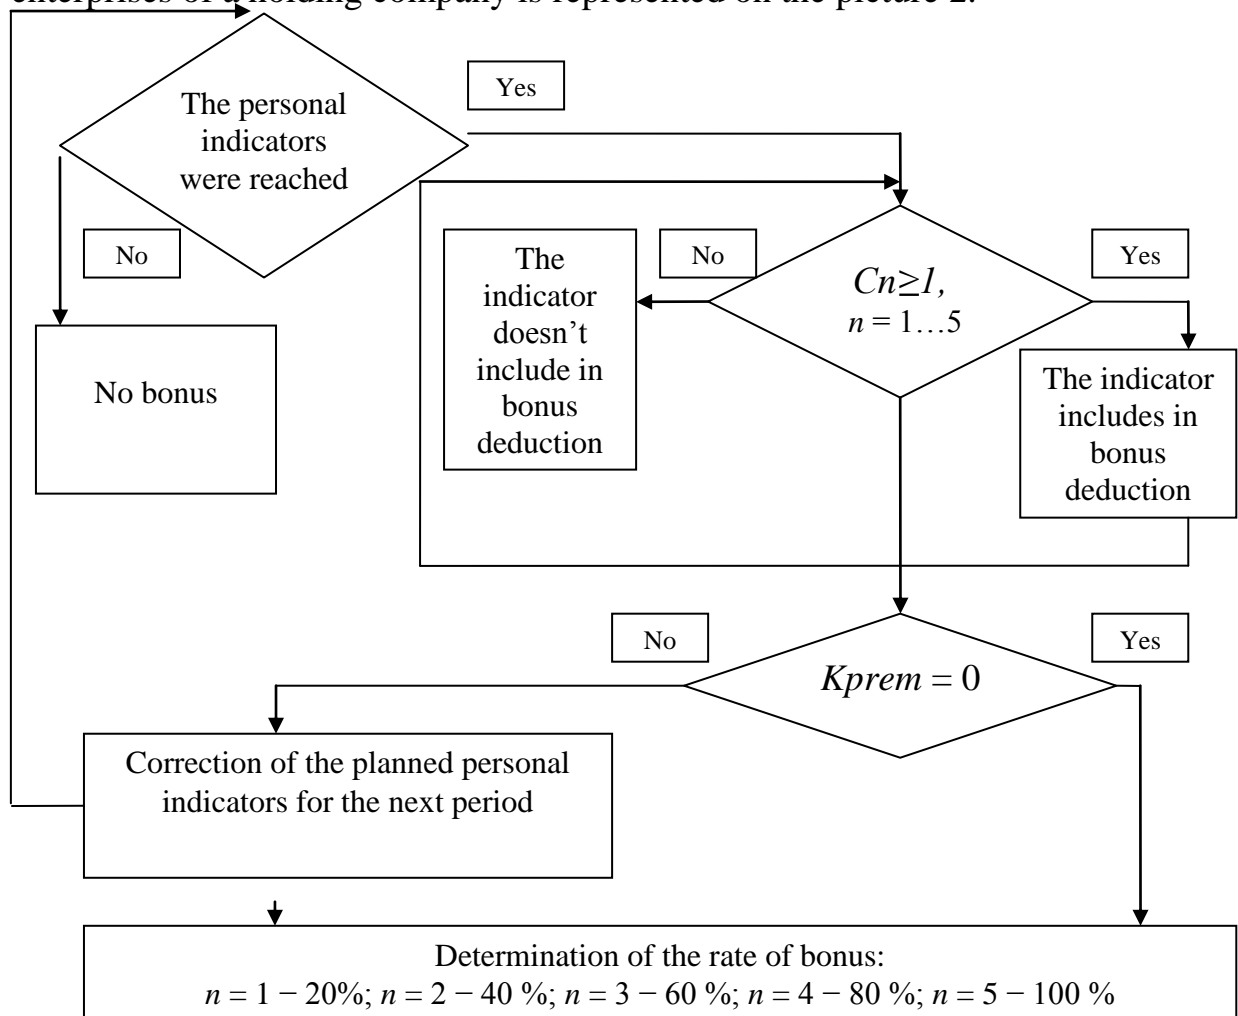 enterprises of a holding company is represented on the picture 2.
The personal
indicators
were reached
Yes
No
No bonus
The
indicator
doesn't
include in
bonus
deduction
No
Cn≥1,
n = 1…5
Yes
The indicator
includes in
bonus
deduction
No
Kprem = 0
Yes
Correction of the planned personal
indicators for the next period
Determination of the rate of bonus:
n = 1 − 20%; n = 2 − 40 %; n = 3 − 60 %; n = 4 − 80 %; n = 5 − 100 %